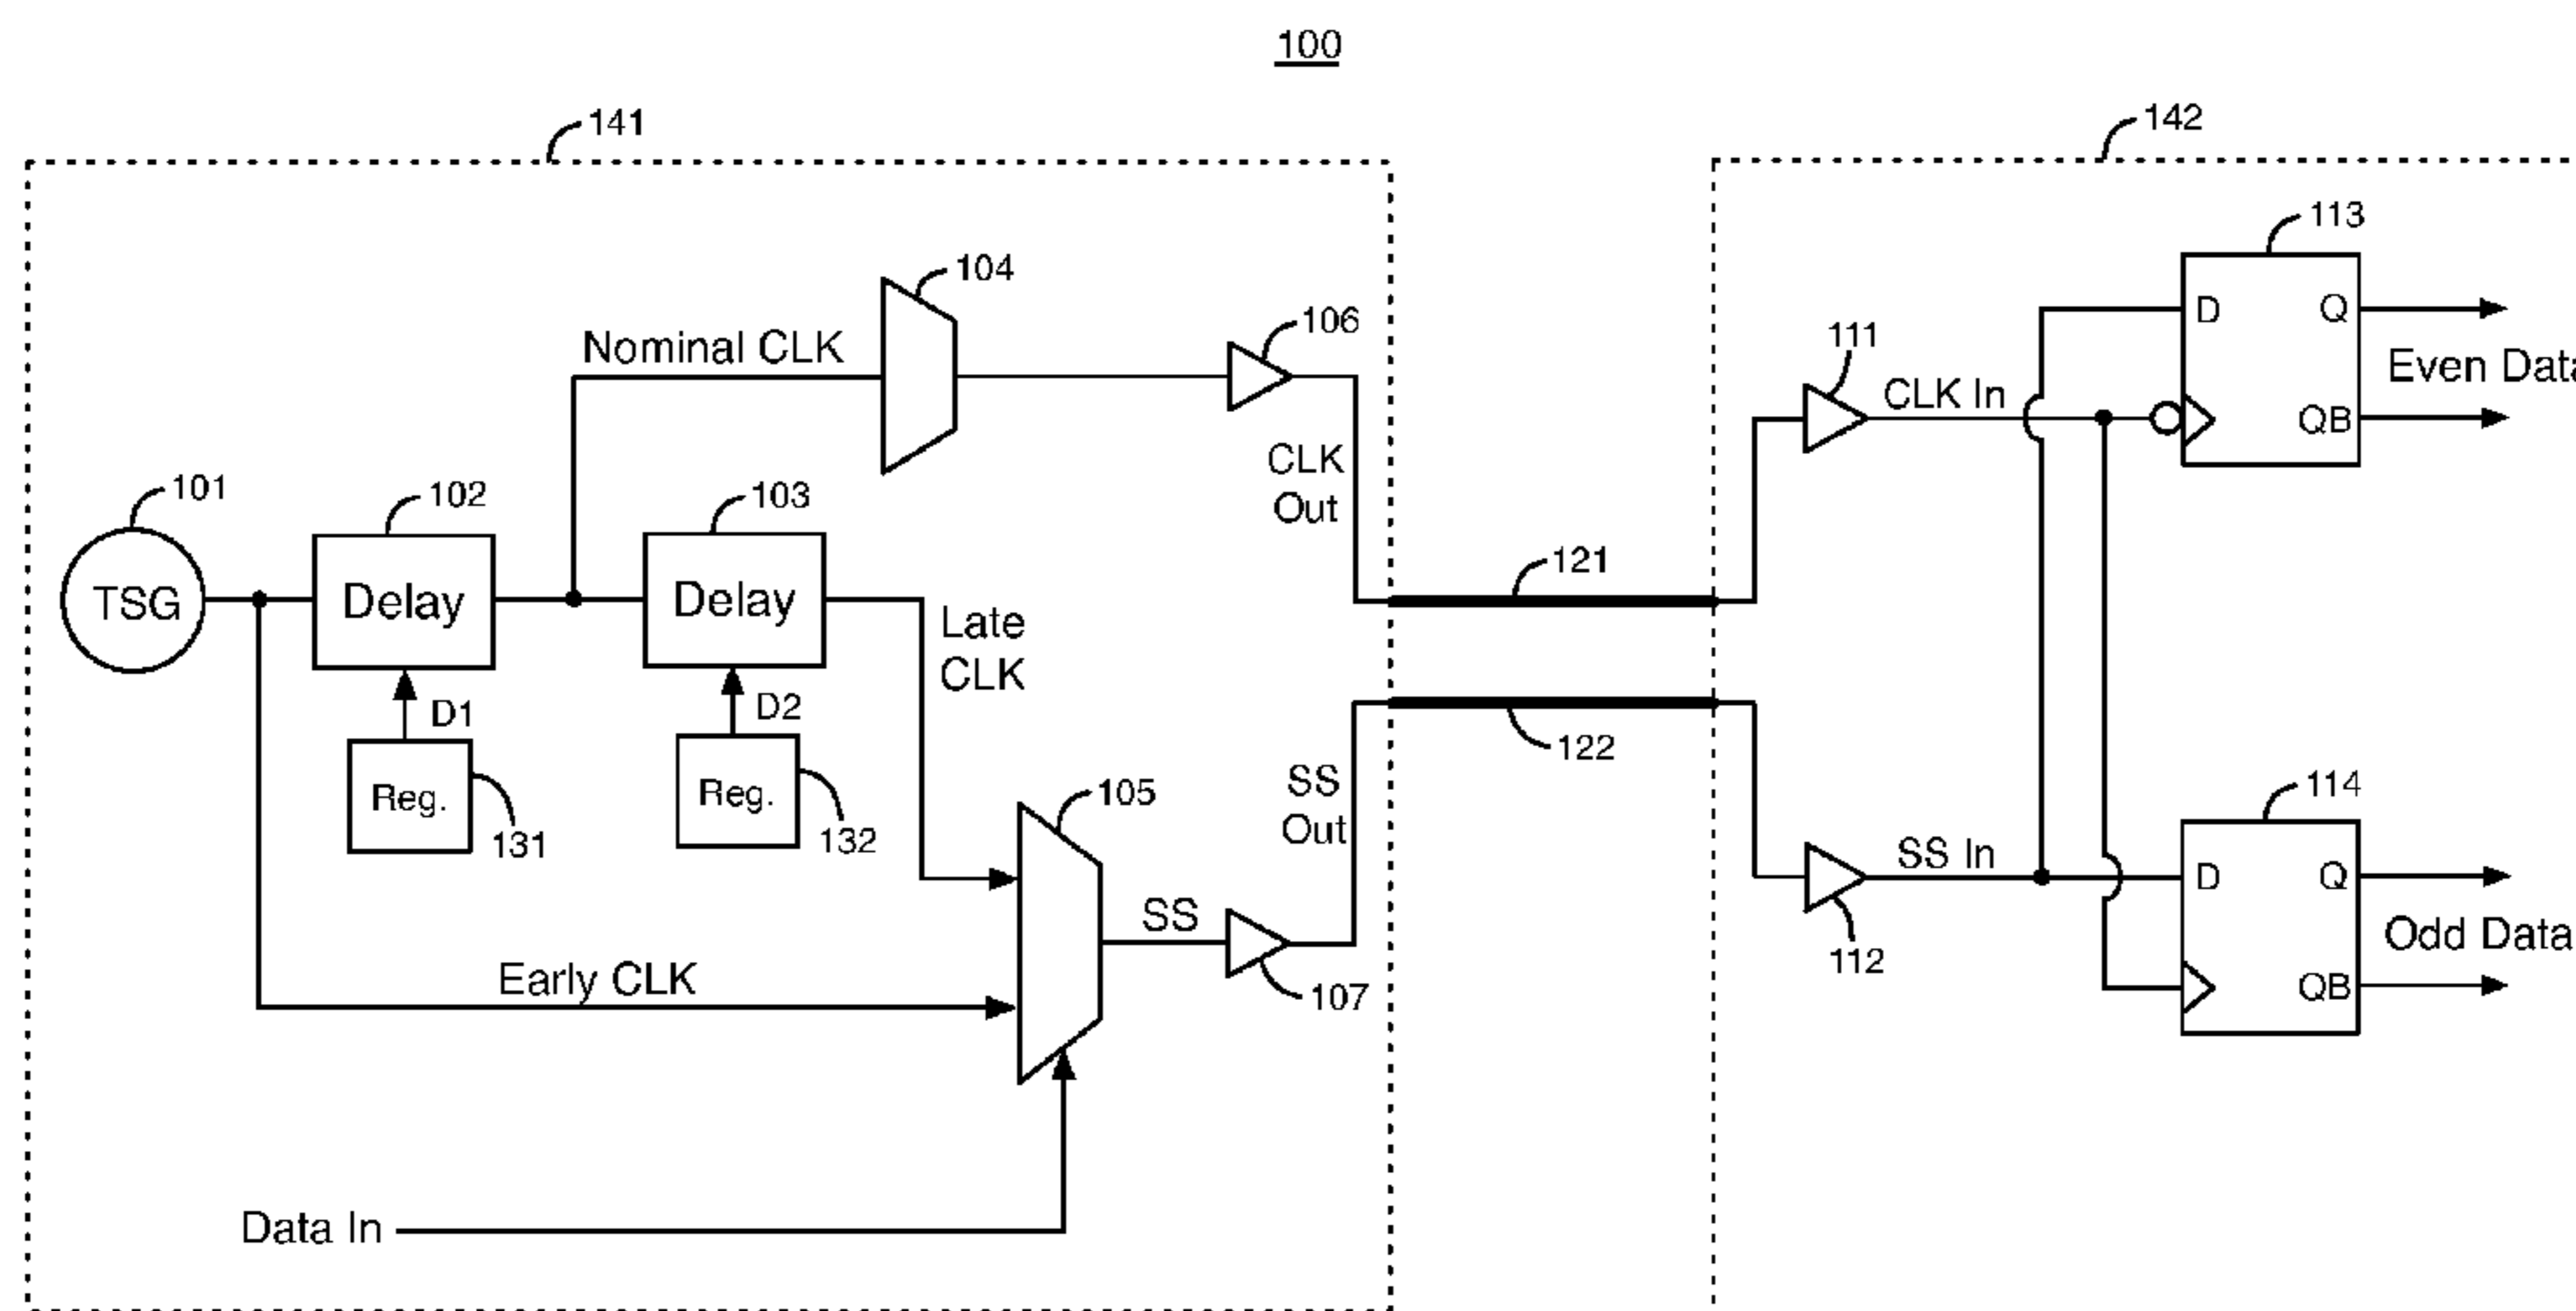 100
141
142
113
104
D
Q
106
111
Nominal CLK
CLK In
Even Data
QB
CLK
Out
101
102
103
121
TSG
Delay
Delay
Late
CLK
D1
D2
122
114
Reg.
131
Reg.
132
105
SS
Out
SS In
D
Q
SS
112
Odd Data
Early CLK
107
QB
Data In